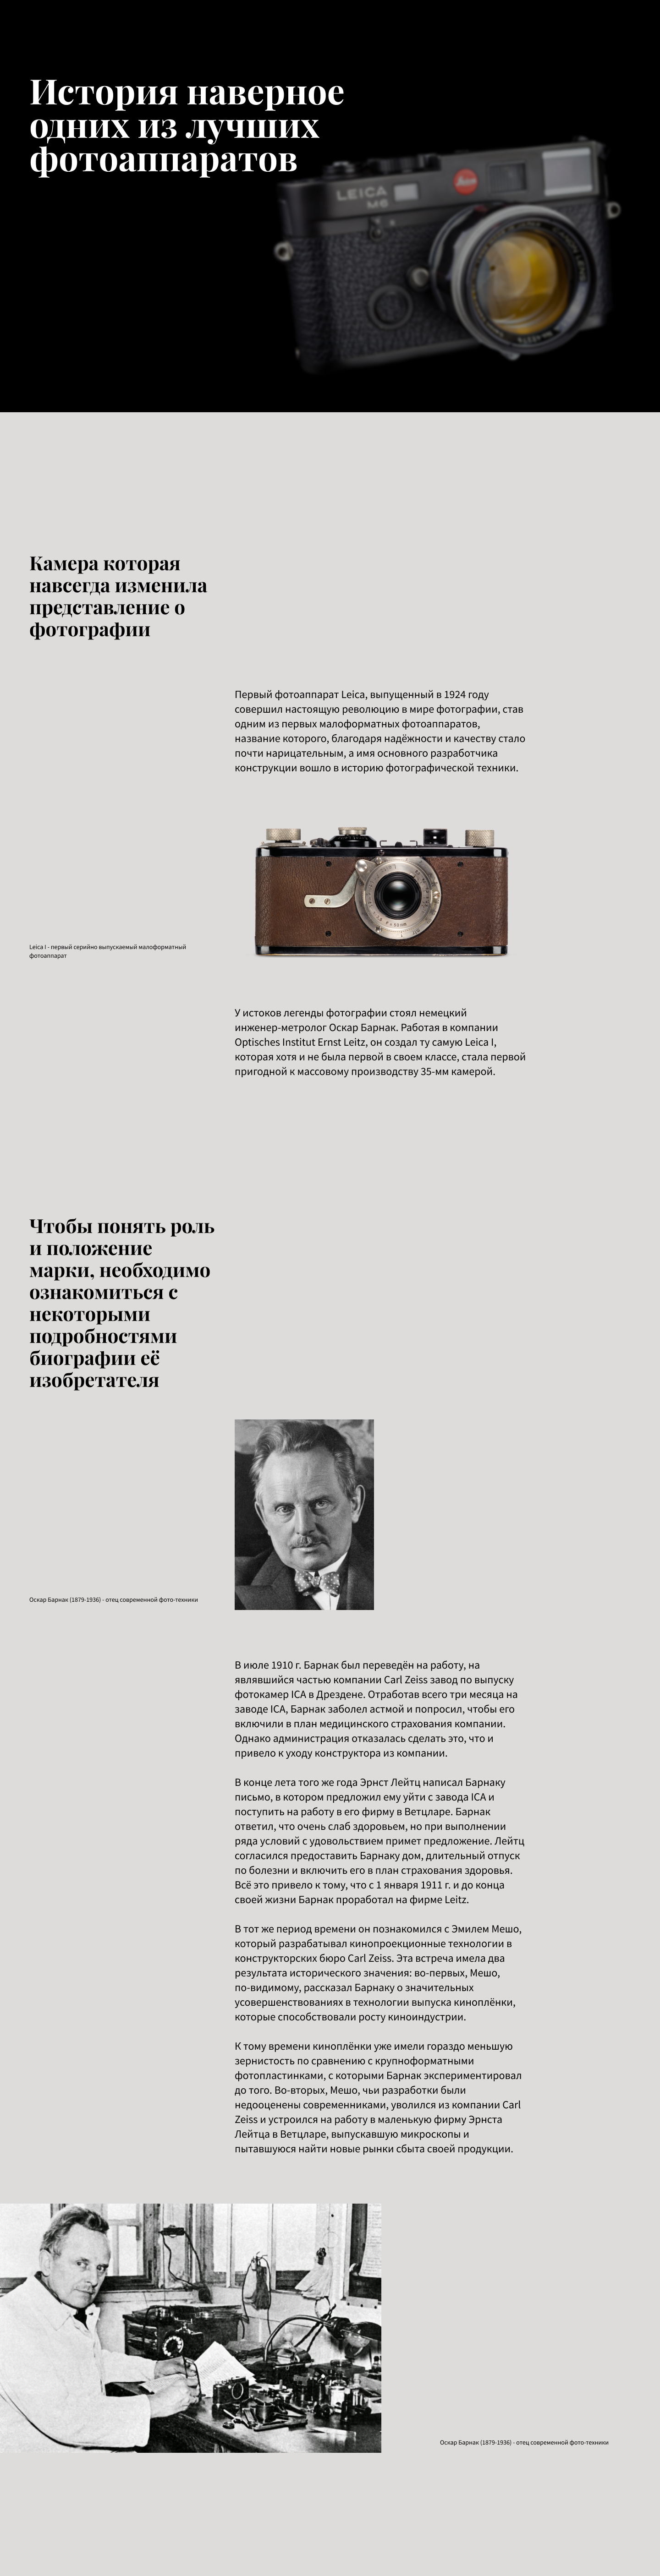 История наверное
одних из лучших
фотоаппаратов
LEICA
M6
Камера которая
навсегда изменила
представление о
фотографии
Первый фотоаппарат Leica, выпущенный в 1924 году
совершил настоящую революцию в мире фотографии, став
одним из первых малоформатных фотоаппаратов,
название которого, благодаря надёжности и качеству стало
почти нарицательным, а имя основного разработчика
конструкции вошло в историю фотографической техники.
Leica I - первый серийно выпускаемый малоформатный
фотоаппарат
У истоков легенды фотографии стоял немецкий
инженер-метролог Оскар Барнак. Работая в компании
Optisches Institut Ernst Leitz, он создал ту самую Leica I,
которая хотя и не была первой в своем классе, стала первой
пригодной к массовому производству 35-мм камерой.
Чтобы понять роль
и положение
марки, необходимо
ознакомиться с
некоторыми
подробностями
биографии её
изобретателя
Оскар Барнак (1879-1936) - отец современной фото-техники
В июле 1910 г. Барнак был переведён на работу, на
являвшийся частью компании Carl Zeiss завод по выпуску
фотокамер ICA в Дрездене. Отработав всего три месяца на
заводе ICA, Барнак заболел астмой и попросил, чтобы его
включили в план медицинского страхования компании.
Однако администрация отказалась сделать это, что и
привело к уходу конструктора из компании.
В конце лета того же года Эрнст Лейтц написал Барнаку
письмо, в котором предложил ему уйти с завода ICA и
поступить на работу в его фирму в Ветцларе. Барнак
ответил, что очень слаб здоровьем, но при выполнении
ряда условий с удовольствием примет предложение. Лейтц
согласился предоставить Барнаку дом, длительный отпуск
по болезни и включить его в план страхования здоровья.
Всё это привело к тому, что с 1 января 1911 г. и до конца
своей жизни Барнак проработал на фирме Leitz.
В тот же период времени он познакомился с Эмилем Мешо,
который разрабатывал кинопроекционные технологии в
конструкторских бюро Carl Zeiss. Эта встреча имела два
результата исторического значения: во-первых, Мешо,
по-видимому, рассказал Барнаку о значительных
усовершенствованиях в технологии выпуска киноплёнки,
которые способствовали росту киноиндустрии.
К тому времени киноплёнки уже имели гораздо меньшую
зернистость по сравнению с крупноформатными
фотопластинками, с которыми Барнак экспериментировал
до того. Во-вторых, Мешо, чьи разработки были
недооценены современниками, уволился из компании Carl
Zeiss и устроился на работу в маленькую фирму Эрнста
Лейтца в Ветцларе, выпускавшую микроскопы и
пытавшуюся найти новые рынки сбыта своей продукции.
Оскар Барнак (1879-1936) - отец современной фото-техники